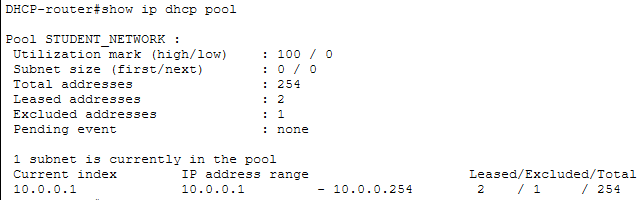 DHCP-router#show ip dhcp pool
Pool STUDENT_NETWORK :
Utilization mark (high/low) : 100 / 0
Subnet size (first/next) : 0 / 0
Total addresses : 254
Leased addresses : 2
Excluded addresses : 1
Pending event : none
1 subnet is currently in the pool
Current index IP address range Leased/Excluded/Total
10.0.0.1 10.0.0.1 - 10.0.0.254 2 / 1 / 254